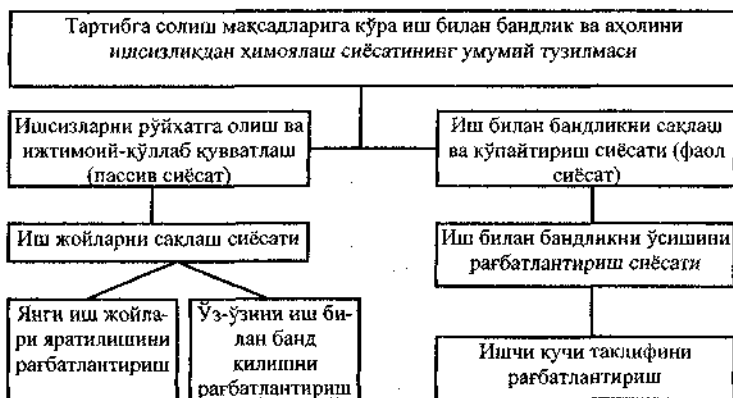 Тартибга солиш мақсадларига кўра иш билан бандлик ва аҳолини
ишсизликдан ҳимоялаш сиёсатининг умумий тузилмаси
Ишсизларни рўйхатга олиш ва
ижтимоий-қўллаб қувватлаш
(пассив сиёсат)
Иш билан бандликни сақлаш
ва кўпайтириш сиёсати (фаол
сиёсат)
Иш жойларни сақлаш сиёсати
Иш билан бандликни ўсишини
рағбатлантириш сиёсати
Янги иш жойла-
ри яратилишини
рағбатлантириш
Ўз-ўзини иш би-
лан банд
қилишни
рағбатлантириш
Ишчи кучи таклифини
рағбатлантириш